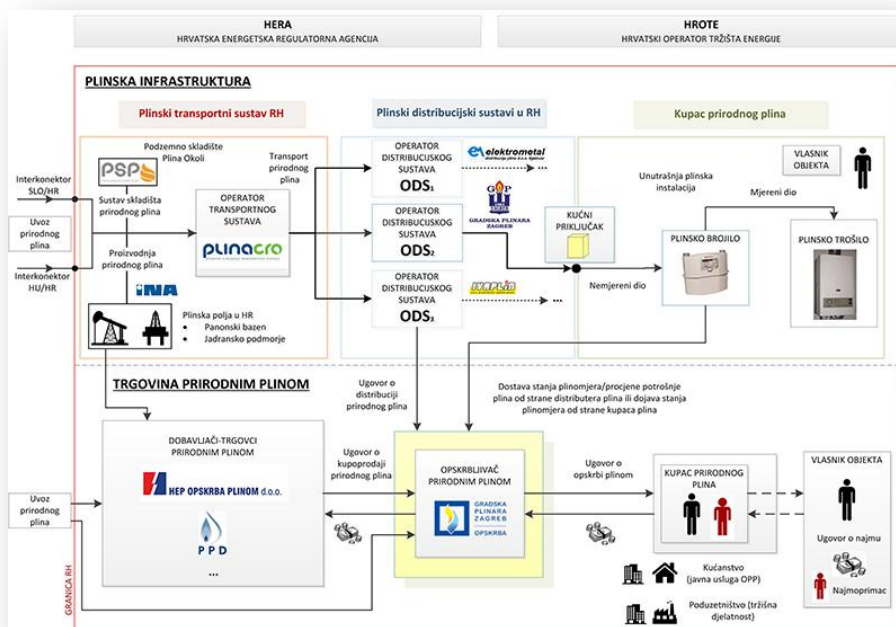 HERA
HRVATSKA ENERGETSKA REGULATORNA AGENCIJA
HROTE
HRVATSKI OPERATOR TRŽIŠTA ENERGIJE
PLINSKA INFRASTRUKTURA
Plinski transportni sustav RH
Plinski distribucijski sustavi u RH
Kupac prirodnog plina
Podzemno skladište
Plina Okoli
PSP
Sustav skladišta
prirodnog plina
Interkonektor
SLO/HR
Uvoz
prirodnog
plina
Interkonektor
HU/HR
Proizvodnja
prirodnog plina
INA
Plinska polja u HR
• Panonski bazen
• Jadransko podmorje
Transport
prirodnog
plina
OPERATOR
TRANSPORTNOG
SUSTAVA
PLINACRO
OPERATOR
DISTRIBUCIJSKOG
SUSTAVA
ODS₁
elektrometal
...
OPERATOR
DISTRIBUCIJSKOG
SUSTAVA
ODS₂
GRADSKA PLINARA
ZAGREB
OPERATOR
DISTRIBUCIJSKOG
SUSTAVA
ODS₃
IVAPLIN
...
KUĆNI
PRIKLJUČAK
Unutrašnja plinska
instalacija
Nemjereni dio
PLINSKO BROJILO
Mjereni dio
VLASNIK
OBJEKTA
PLINSKO TROŠILO
TRGOVINA PRIRODNIM PLINOM
Ugovor o
distribuciji
prirodnog plina
Dostava stanja plinomjera/procjene potrošnje
plina od strane distributera plina ili dojava stanja
plinomjera od strane kupaca plina
DOBAVLJAČI-TRGOVCI
PRIRODNIM PLINOM
HEP OPSKRBA PLINOM d.o.o.
PPD
...
Uvoz
prirodnog
plina
GRANICA RH
Ugovor o
kupoprodaji
prirodnog plina
OPSKRBLJIVAČ
PRIRODNIM PLINOM
GRADSKA
PLINARA
ZAGREB
OPSKRBA
Ugovor o
opskrbi plinom
KUPAC PRIRODNOG
PLINA
Kućanstvo
(javna usluga OPP)
Poduzetništvo (tržišna
djelatnost)
VLASNIK OBJEKTA
Ugovor o najmu
Najmoprimac